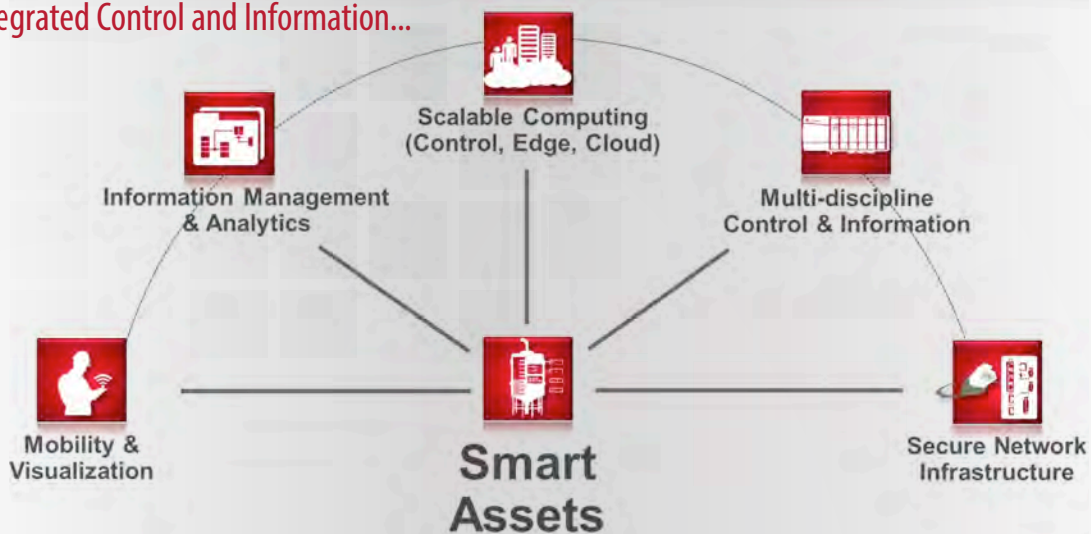 egrated Control and Information...
Scalable Computing
(Control, Edge, Cloud)
Information Management
& Analytics
Multi-discipline
Control & Information
Mobility &
Visualization
Smart
Assets
Secure Network
Infrastructure